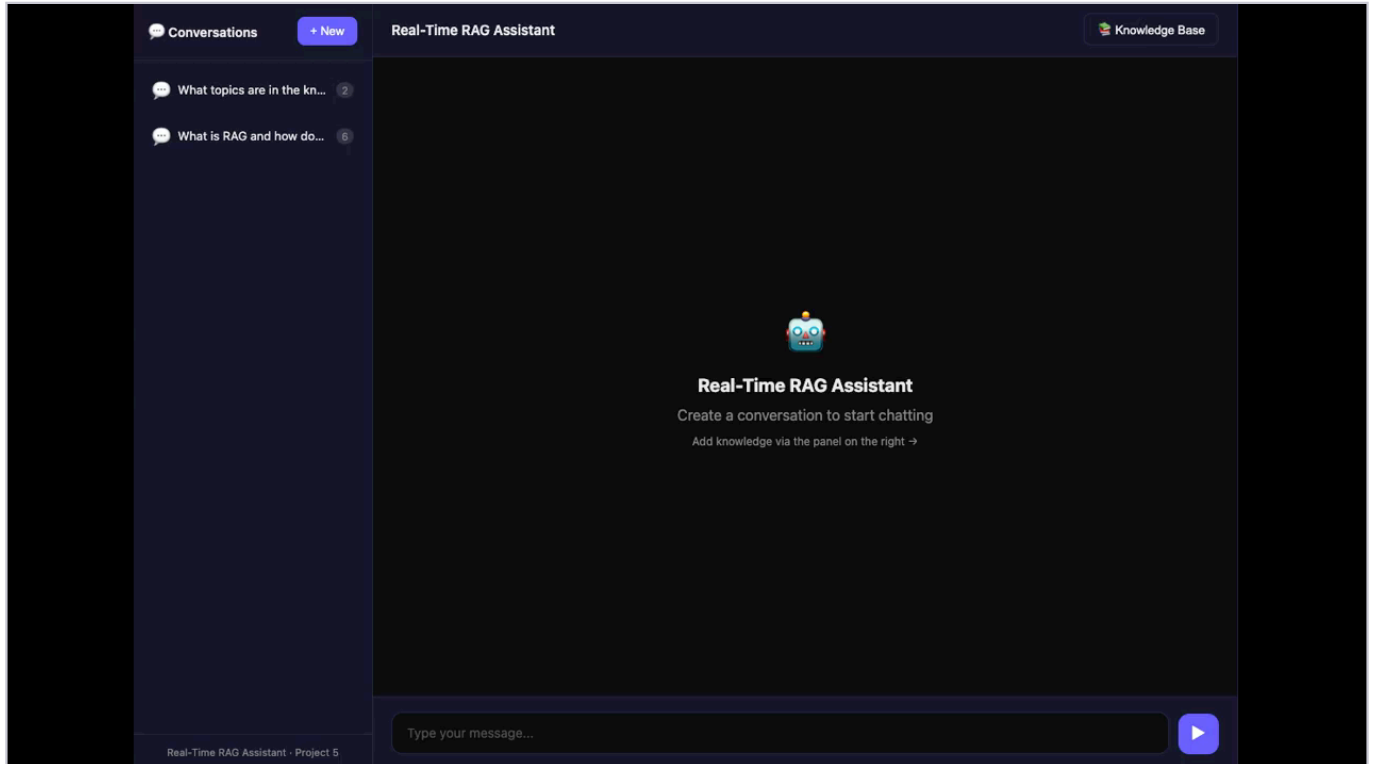 Conversations
+ New
What topics are in the kn...
2
What is RAG and how do...
6
Real-Time RAG Assistant · Project 5
Real-Time RAG Assistant
Knowledge Base
Real-Time RAG Assistant
Create a conversation to start chatting
Add knowledge via the panel on the right →
Type your message...